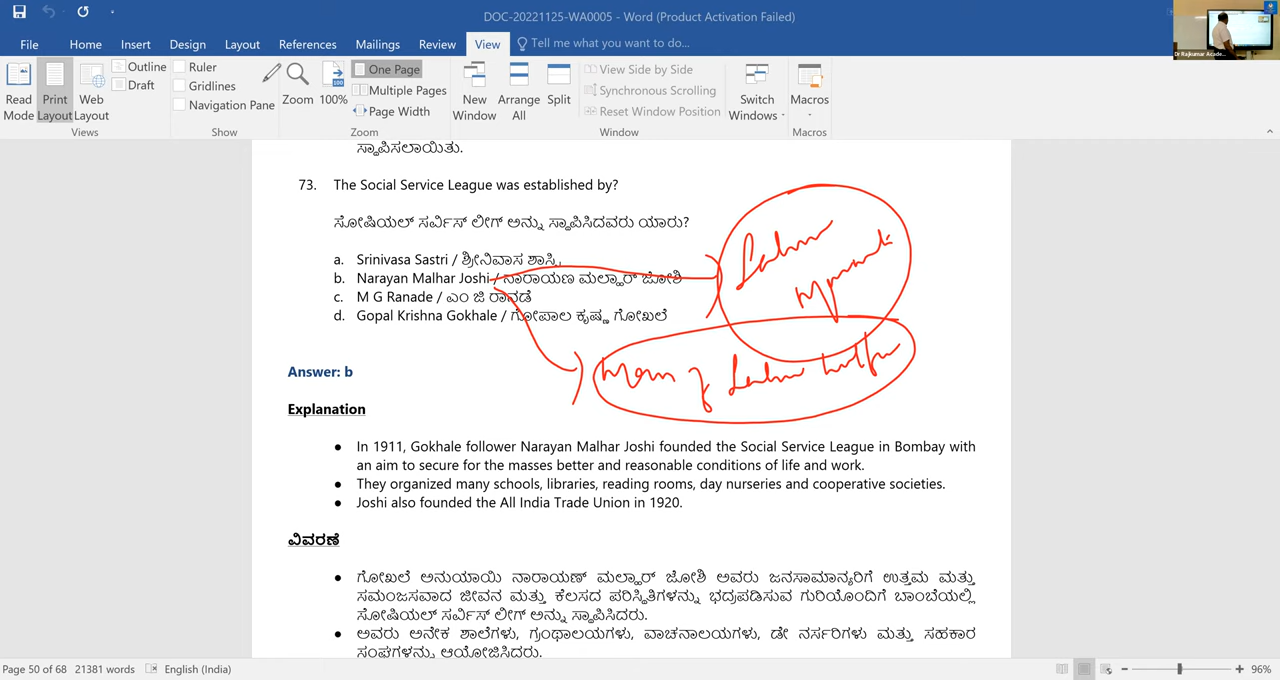 DOC-20221125-WA0005 - Word (Product Activation Failed)
File Home Insert Design Layout References Mailings Review View Tell me what you want to do...
Read Mode
Print Layout
Web Layout
Outline
Draft
Views
Ruler
Gridlines
Navigation Pane
Show
Zoom
100%
One Page
Multiple Pages
Page Width
Zoom
New Window
Arrange All
Split
View Side by Side
Synchronous Scrolling
Reset Window Position
Window
Switch Windows
Macros
Macros
Dr Rajkumar Acade...
ಸ್ಥಾಪಿಸಲಾಯಿತು.
73. The Social Service League was established by?
ಸೋಷಿಯಲ್ ಸರ್ವಿಸ್ ಲೀಗ್ ಅನ್ನು ಸ್ಥಾಪಿಸಿದವರು ಯಾರು?
a. Srinivasa Sastri / ಶ್ರೀನಿವಾಸ ಶಾಸ್ತ್ರಿ
b. Narayan Malhar Joshi / ನಾರಾಯಣ ಮಲ್ಹಾರ್ ಜೋಶಿ
c. M G Ranade / ಎಂ ಜಿ ರಾನಡೆ
d. Gopal Krishna Gokhale / ಗೋಪಾಲ ಕೃಷ್ಣ ಗೋಖಲೆ
Answer: b
Explanation
● In 1911, Gokhale follower Narayan Malhar Joshi founded the Social Service League in Bombay with
an aim to secure for the masses better and reasonable conditions of life and work.
● They organized many schools, libraries, reading rooms, day nurseries and cooperative societies.
● Joshi also founded the All India Trade Union in 1920.
ವಿವರಣೆ
● ಗೋಖಲೆ ಅನುಯಾಯಿ ನಾರಾಯಣ್ ಮಲ್ಹಾರ್ ಜೋಶಿ ಅವರು ಜನಸಾಮಾನ್ಯರಿಗೆ ಉತ್ತಮ ಮತ್ತು
ಸಮಂಜಸವಾದ ಜೀವನ ಮತ್ತು ಕೆಲಸದ ಪರಿಸ್ಥಿತಿಗಳನ್ನು ಭದ್ರಪಡಿಸುವ ಗುರಿಯೊಂದಿಗೆ ಬಾಂಬೆಯಲ್ಲಿ
ಸೋಷಿಯಲ್ ಸರ್ವಿಸ್ ಲೀಗ್ ಅನ್ನು ಸ್ಥಾಪಿಸಿದರು.
● ಅವರು ಅನೇಕ ಶಾಲೆಗಳು, ಗ್ರಂಥಾಲಯಗಳು, ವಾಚನಾಲಯಗಳು, ಡೇ ನರ್ಸರಿಗಳು ಮತ್ತು ಸಹಕಾರ
ಸಂಘಗಳನ್ನು ಆಯೋಜಿಸಿದರು.
Page 50 of 68 21381 words English (India) 96%